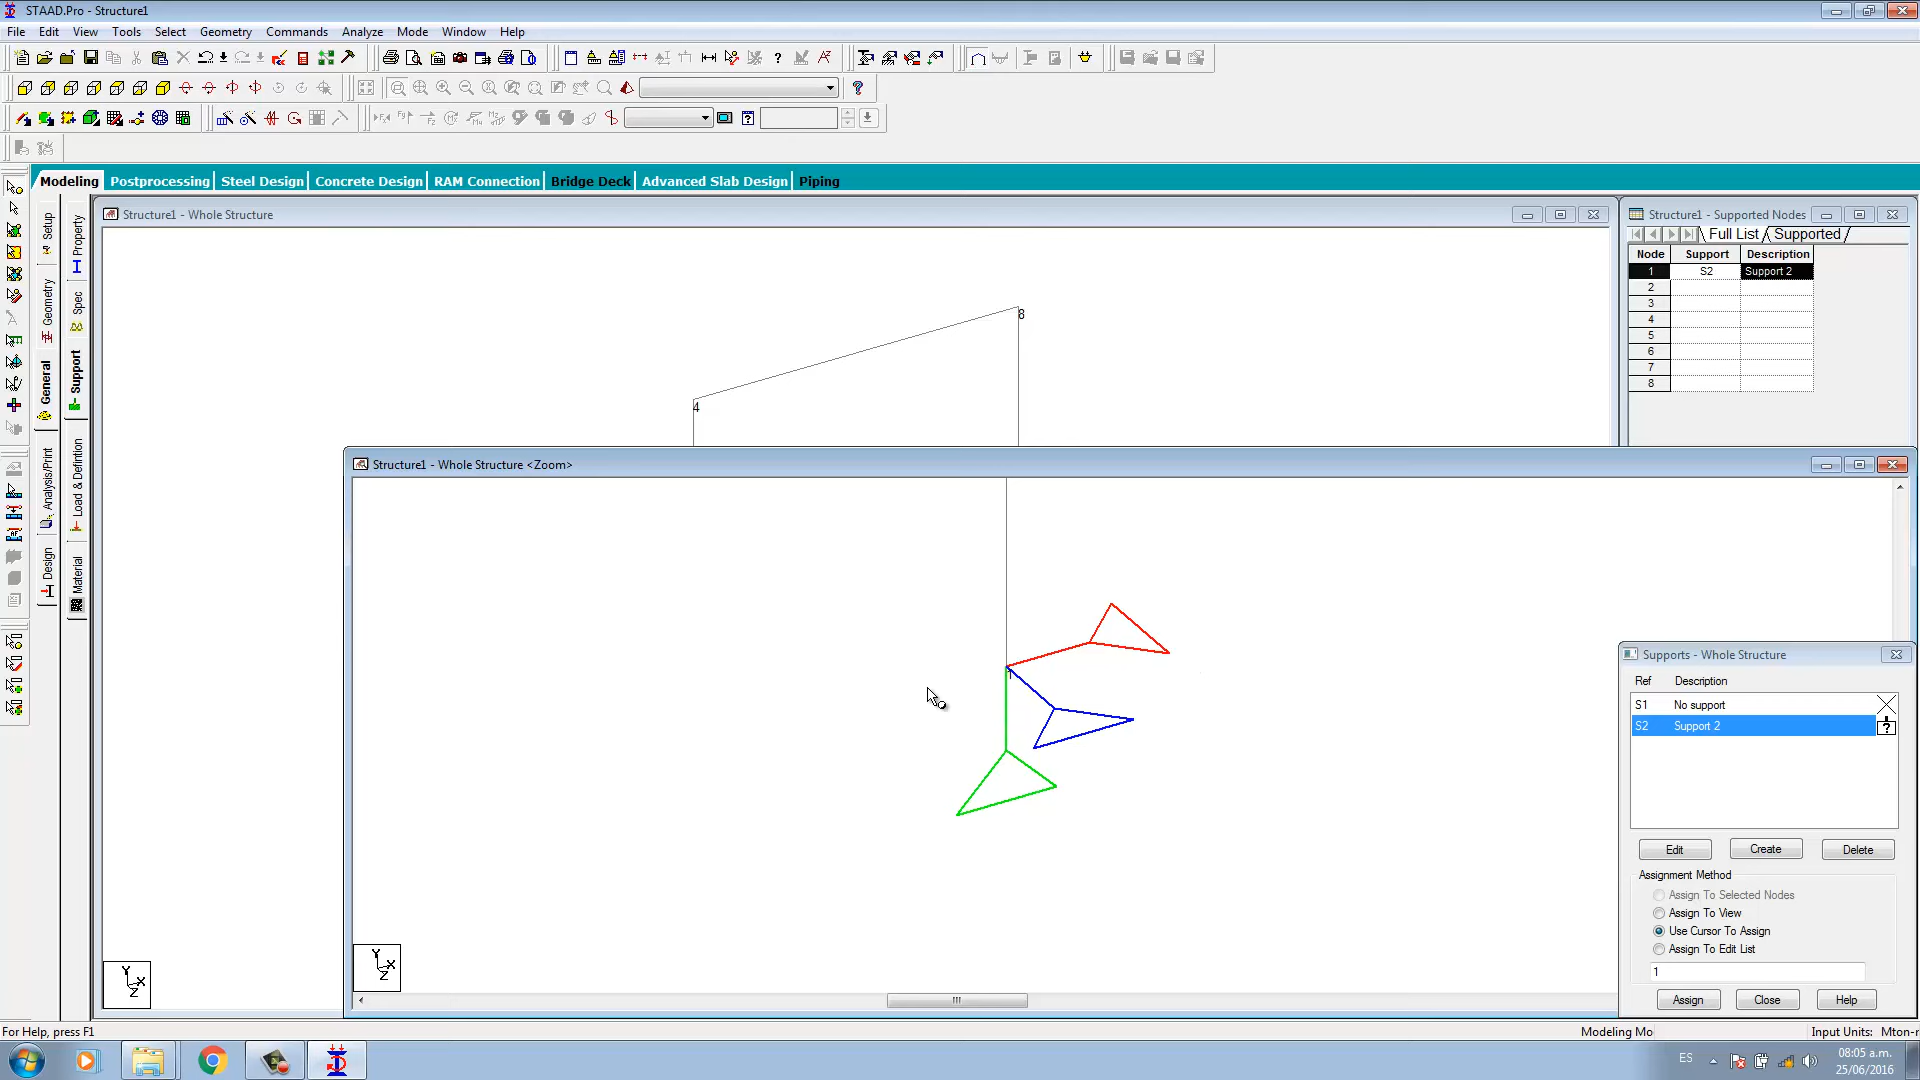 STAAD.Pro - Structure1
File Edit View Tools Select Geometry Commands Analyze Mode Window Help
Modeling Postprocessing Steel Design Concrete Design RAM Connection Bridge Deck Advanced Slab Design Piping
Setup
Geometry
General
Analysis/Print
Design
Property
Spec
Support
Load & Definition
Material
Structure1 - Whole Structure
8
4
Structure1 - Whole Structure <Zoom>
1
Y
X
Z
Y
X
Z
Structure1 - Supported Nodes
Full List Supported
Node Support Description
1 S2 Support 2
2
3
4
5
6
7
8
Supports - Whole Structure
Ref Description
S1 No support
S2 Support 2
Edit Create Delete
Assignment Method
Assign To Selected Nodes
Assign To View
Use Cursor To Assign
Assign To Edit List
1
Assign Close Help
For Help, press F1
Modeling Mo
Input Units: Mton-
ES
08:05 a.m.
25/06/2016